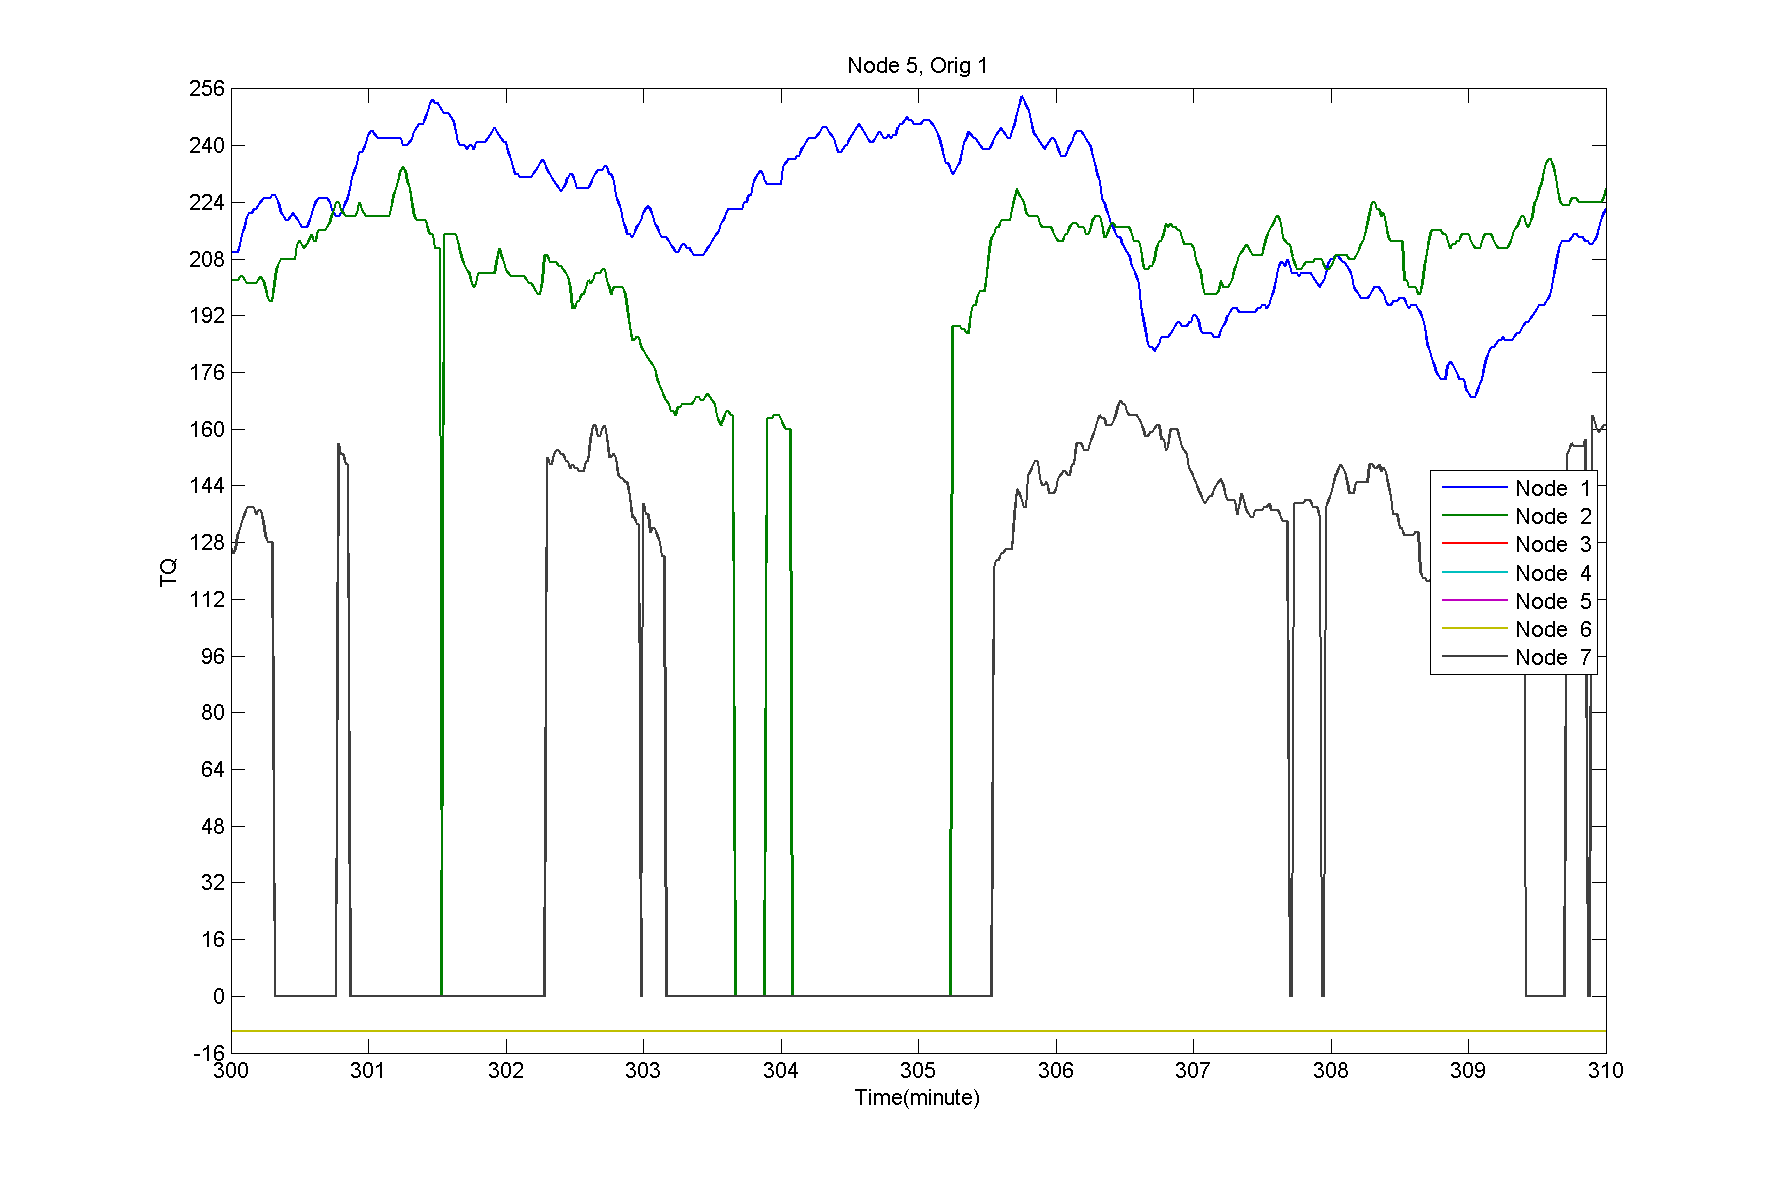 Node 5, Orig 1
256
240
224
208
192
176
160
144
128
112
96
80
64
48
32
16
0
-16
TQ
Node 1
Node 2
Node 3
Node 4
Node 5
Node 6
Node 7
300 301 302 303 304 305 306 307 308 309 310
Time(minute)